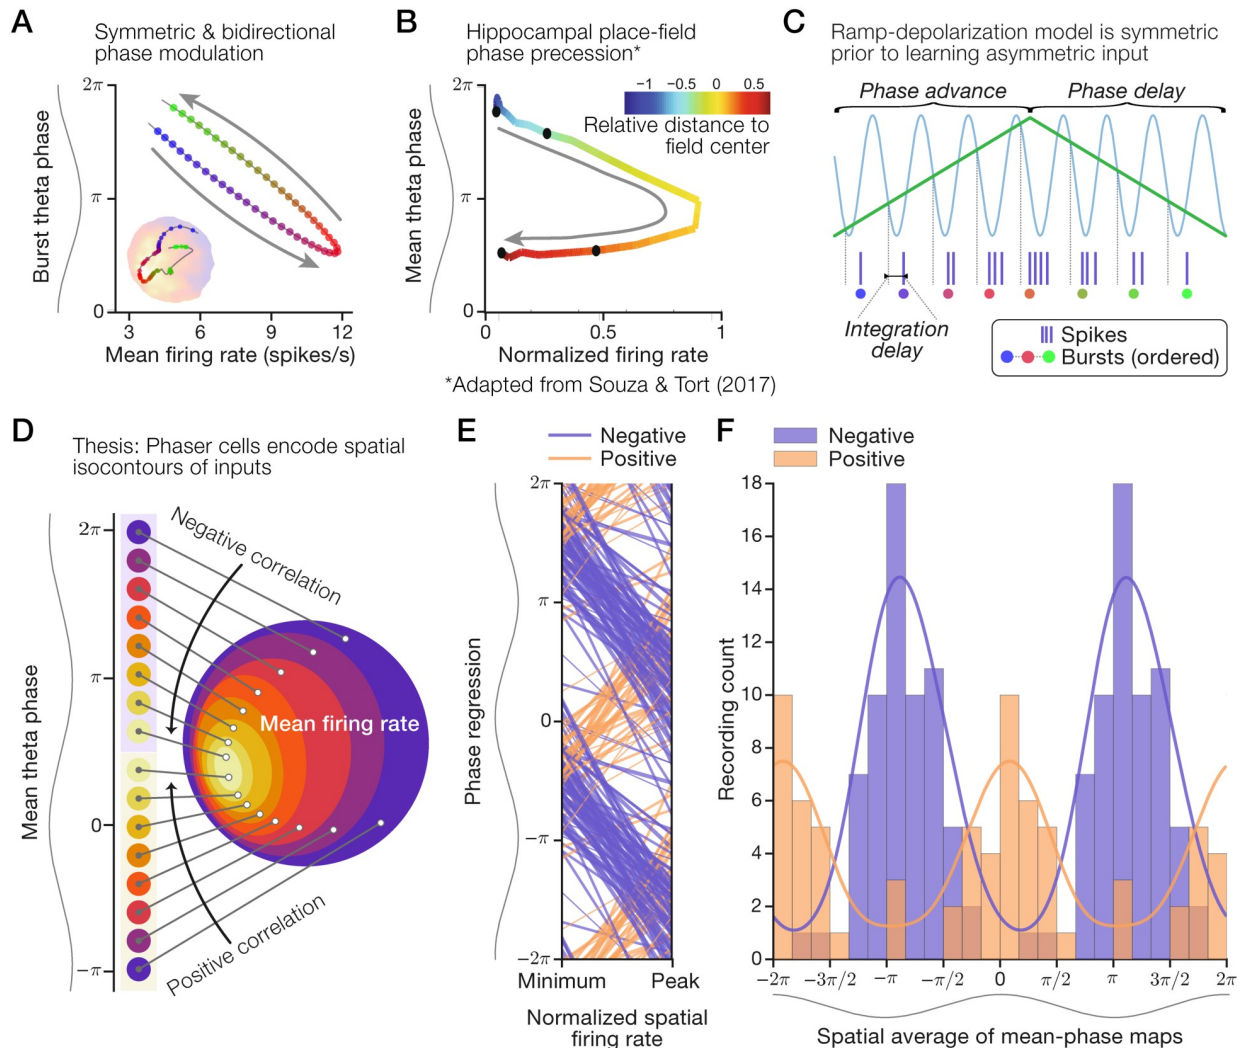 A
Symmetric & bidirectional
phase modulation
Burst theta phase
2π
π
0
3 6 9 12
Mean firing rate (spikes/s)
B
Hippocampal place-field
phase precession*
Mean theta phase
2π
π
0
−1 −0.5 0 0.5
Relative distance to
field center
0 0.5 1
Normalized firing rate
*Adapted from Souza & Tort (2017)
C
Ramp-depolarization model is symmetric
prior to learning asymmetric input
Phase advance Phase delay
Integration
delay
Spikes
Bursts (ordered)
D
Thesis: Phaser cells encode spatial
isocontours of inputs
Mean theta phase
2π
π
0
−π
Negative correlation
Mean firing rate
Positive correlation
E
Negative
Positive
Phase regression
2π
π
0
−π
−2π
Minimum Peak
Normalized spatial
firing rate
F
Negative
Positive
Recording count
18
16
14
12
10
8
6
4
2
0
−2π −3π/2 −π −π/2 0 π/2 π 3π/2 2π
Spatial average of mean-phase maps